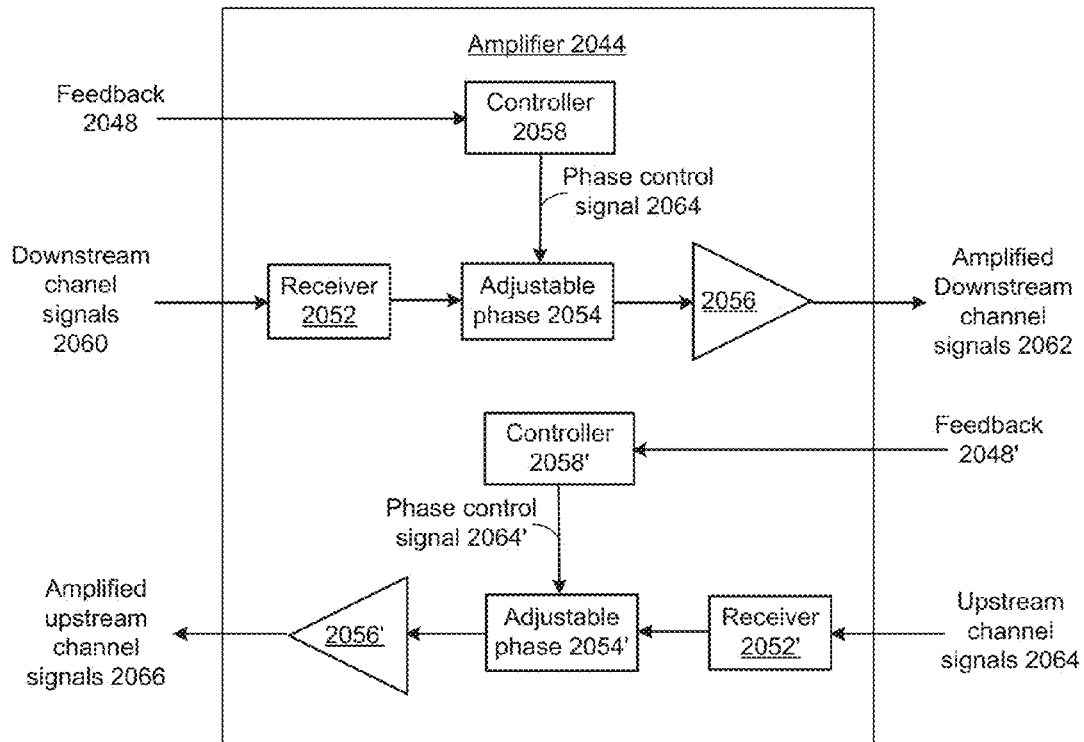 Amplifier 2044
Feedback
2048
Controller
2058
Phase control
signal 2064
Downstream
chanel
signals
2060
Receiver
2052
Adjustable
phase 2054
2056
Amplified
Downstream
channel
signals 2062
Controller
2058'
Feedback
2048'
Phase control
signal 2064'
Amplified
upstream
channel
signals 2066
2056'
Adjustable
phase 2054'
Receiver
2052'
Upstream
channel
signals 2064